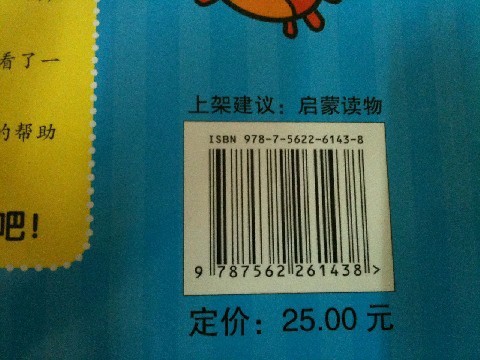 看了一
的帮助
吧！
上架建议：启蒙读物
ISBN 978-7-5622-6143-8
9 787562 261438 >
定价：25.00 元